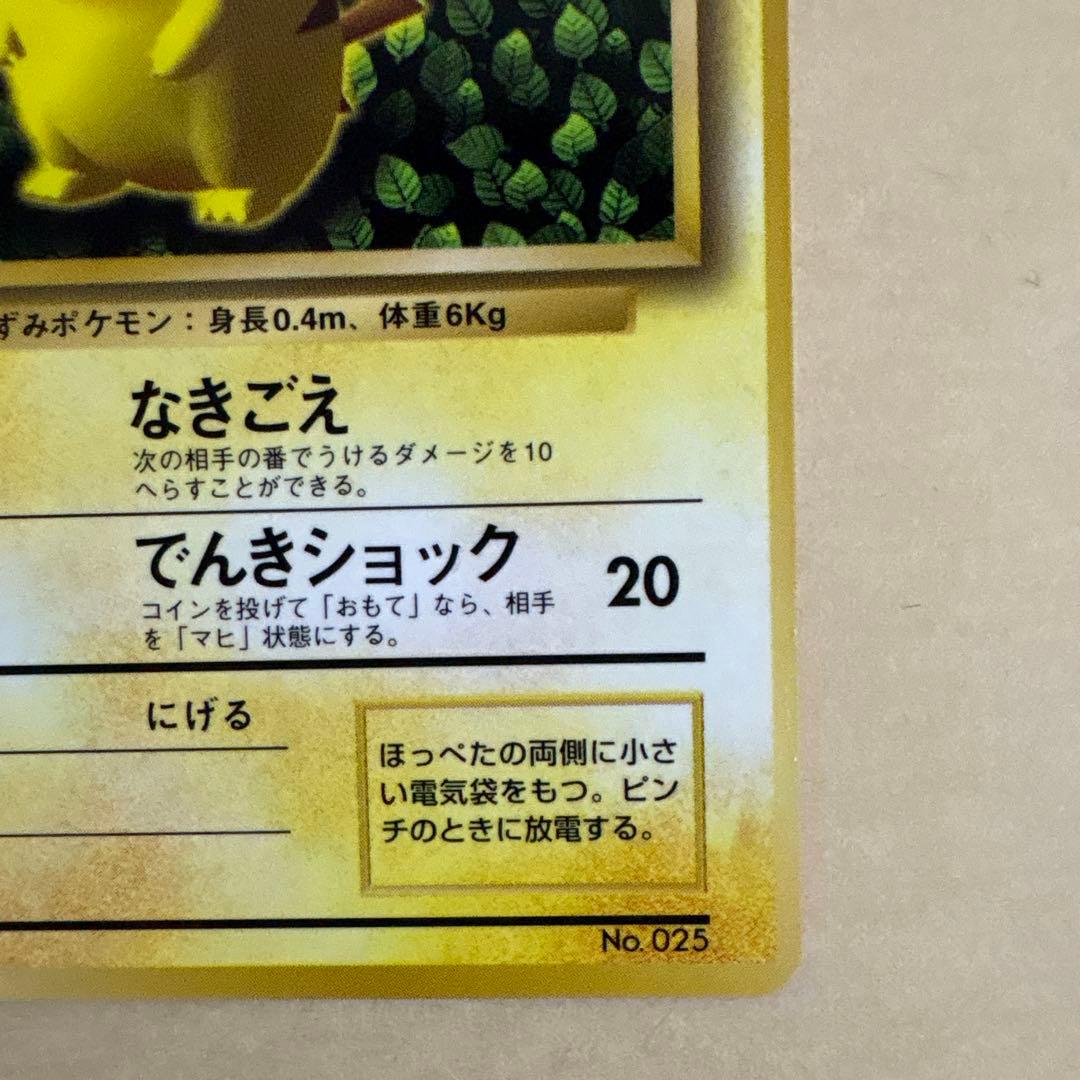 ずみポケモン：身長0.4m、体重6Kg
なきごえ
次の相手の番でうけるダメージを10
へらすことができる。
でんきショック 20
コインを投げて「おもて」なら、相手
を「マヒ」状態にする。
にげる
ほっぺたの両側に小さ
い電気袋をもつ。ピン
チのときに放電する。
No. 025